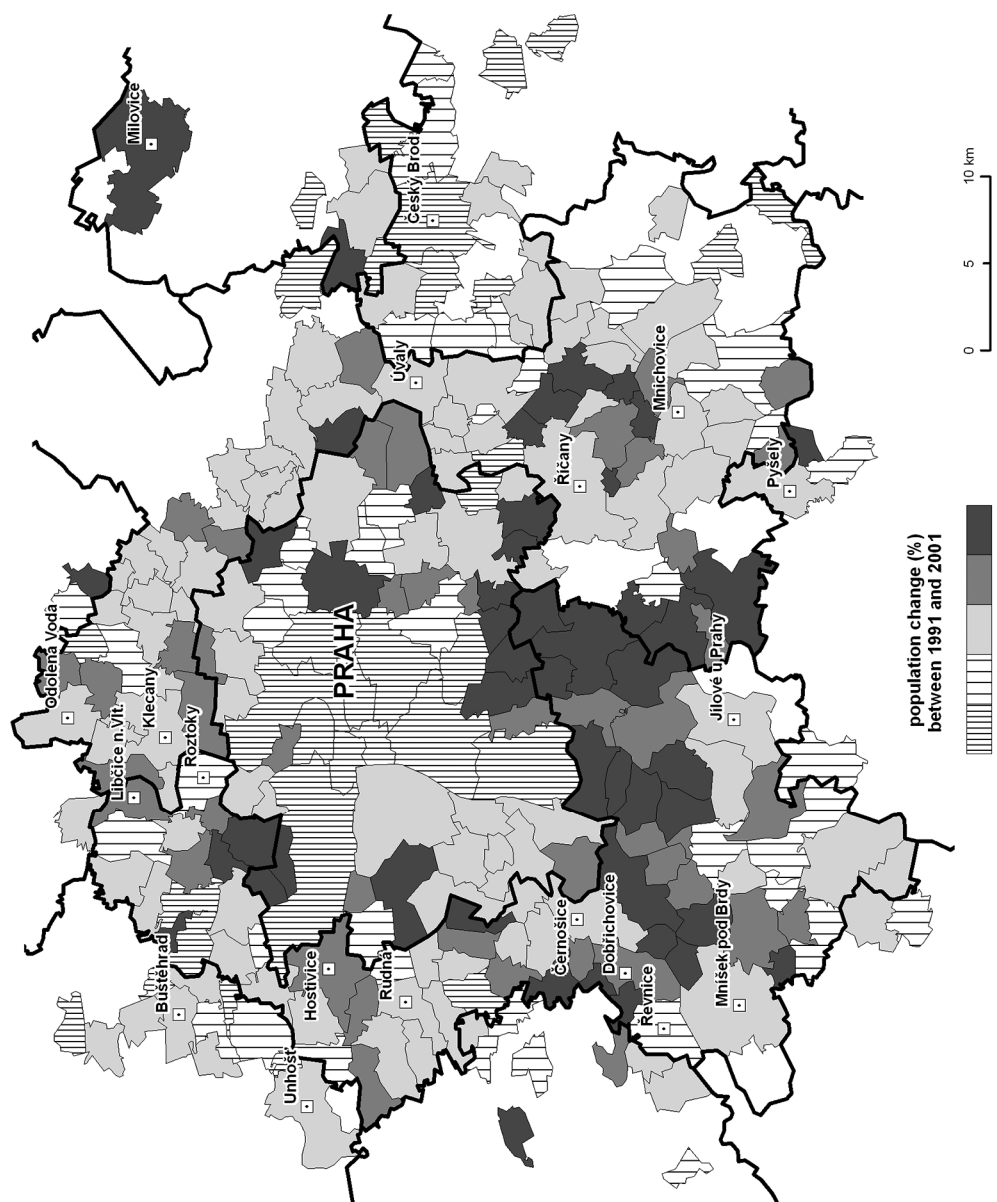 Milovice
Český Brod
Úvaly
Mnichovice
Říčany
Pyšely
PRAHA
Odolena Voda
Klecany
Libčice n. Vlt.
Roztoky
Jílové u Prahy
Buštěhrad
Hostivice
Rudná
Unhošť
Černošice
Dobřichovice
Řevnice
Mníšek pod Brdy
0
5
10 km
population change (%)
between 1991 and 2001